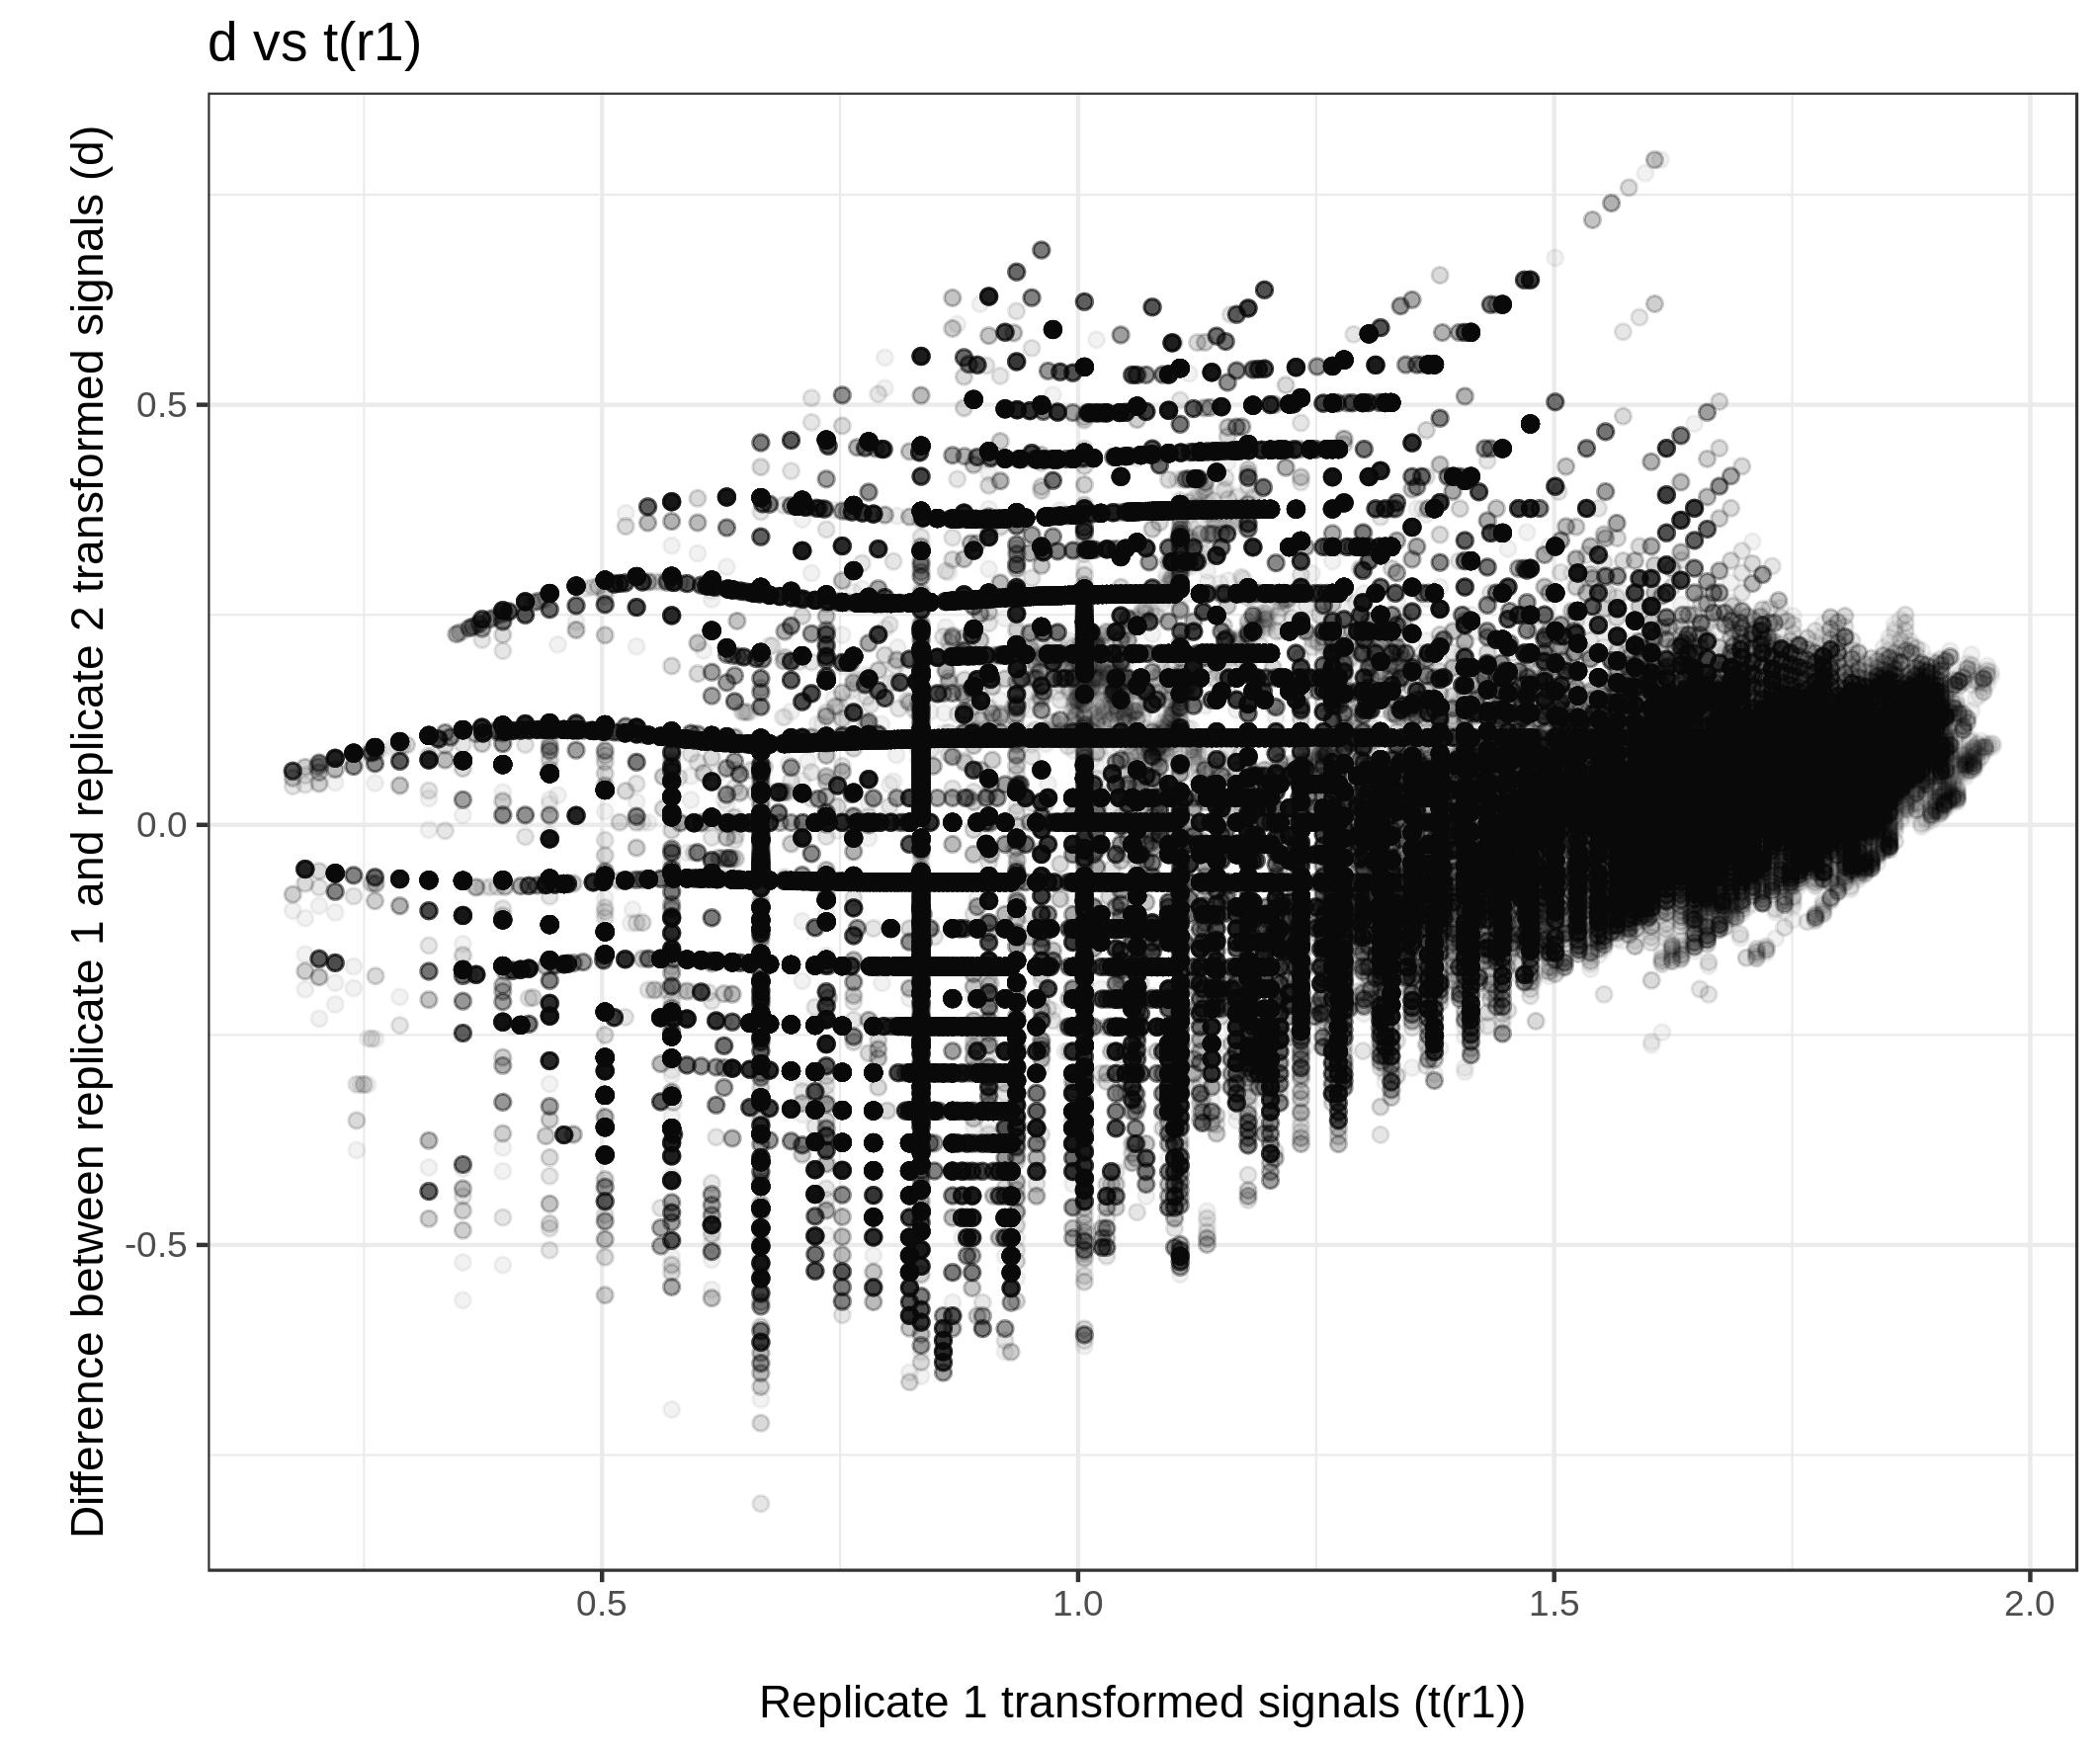 d vs t(r1)
Difference between replicate 1 and replicate 2 transformed signals (d)
0.5
0.0
-0.5
0.5 1.0 1.5 2.0
Replicate 1 transformed signals (t(r1))